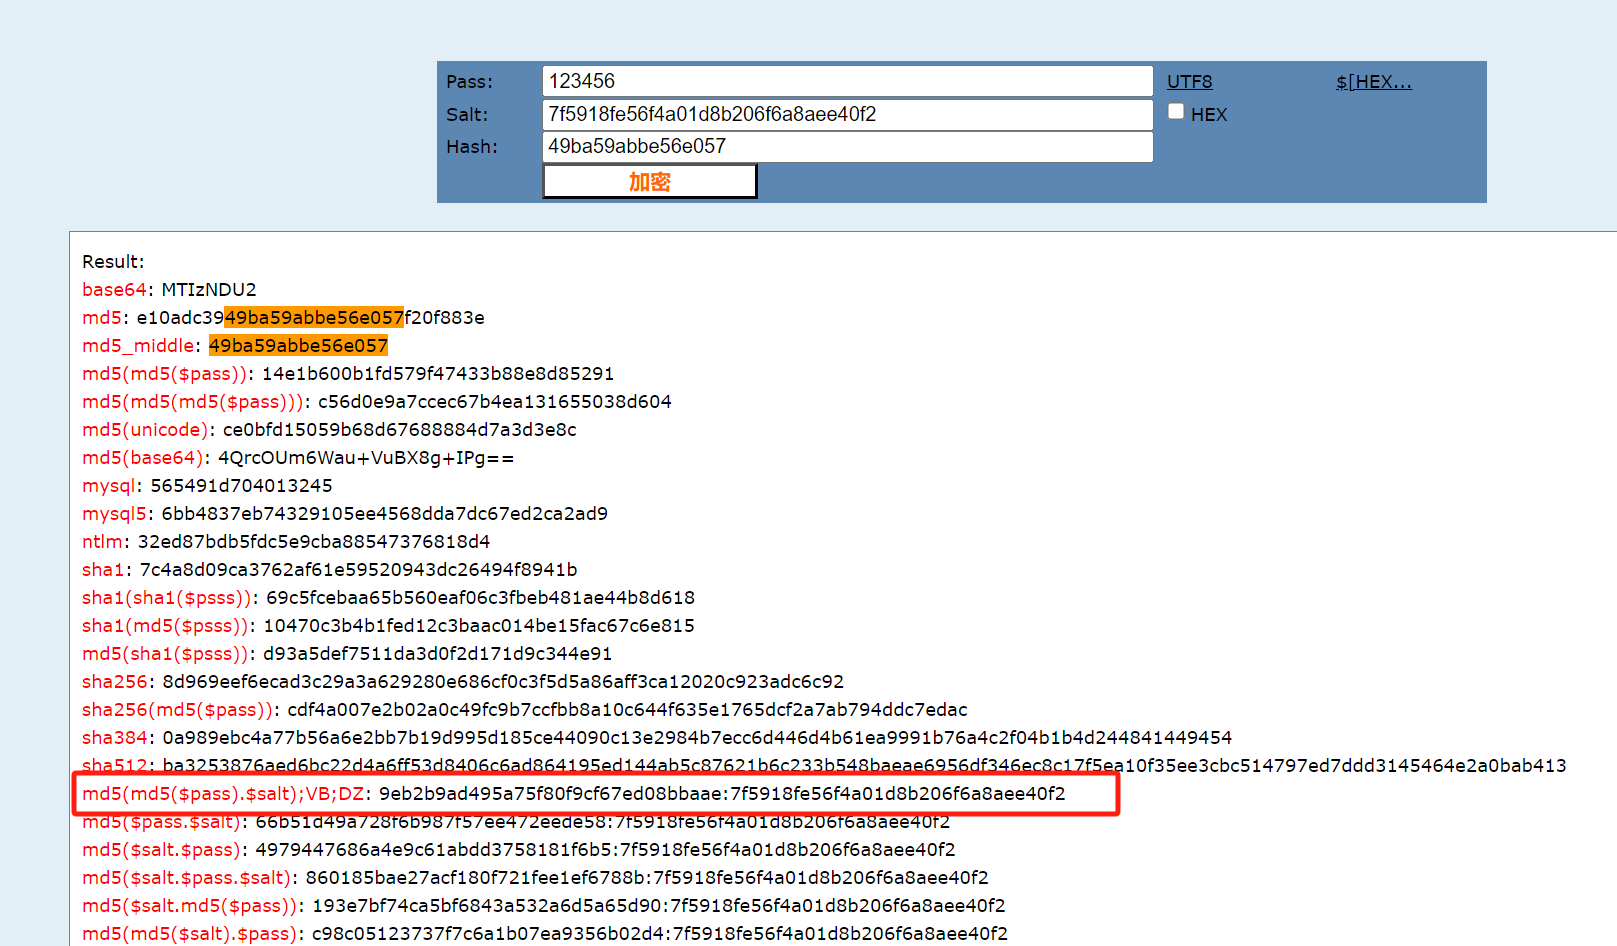 Pass: 123456 UTF8 $[HEX...
Salt: 7f5918fe56f4a01d8b206f6a8aee40f2 HEX
Hash: 49ba59abbe56e057
加密
Result:
base64: MTIzNDU2
md5: e10adc3949ba59abbe56e057f20f883e
md5_middle: 49ba59abbe56e057
md5(md5($pass)): 14e1b600b1fd579f47433b88e8d85291
md5(md5(md5($pass))): c56d0e9a7ccec67b4ea131655038d604
md5(unicode): ce0bfd15059b68d67688884d7a3d3e8c
md5(base64): 4QrcOUm6Wau+VuBX8g+IPg==
mysql: 565491d704013245
mysql5: 6bb4837eb74329105ee4568dda7dc67ed2ca2ad9
ntlm: 32ed87bdb5fdc5e9cba88547376818d4
sha1: 7c4a8d09ca3762af61e59520943dc26494f8941b
sha1(sha1($psss)): 69c5fcebaa65b560eaf06c3fbeb481ae44b8d618
sha1(md5($psss)): 10470c3b4b1fed12c3baac014be15fac67c6e815
md5(sha1($psss)): d93a5def7511da3d0f2d171d9c344e91
sha256: 8d969eef6ecad3c29a3a629280e686cf0c3f5d5a86aff3ca12020c923adc6c92
sha256(md5($pass)): cdf4a007e2b02a0c49fc9b7ccfbb8a10c644f635e1765dcf2a7ab794ddc7edac
sha384: 0a989ebc4a77b56a6e2bb7b19d995d185ce44090c13e2984b7ecc6d446d4b61ea9991b76a4c2f04b1b4d244841449454
sha512: ba3253876aed6bc22d4a6ff53d8406c6ad864195ed144ab5c87621b6c233b548baeae6956df346ec8c17f5ea10f35ee3cbc514797ed7ddd3145464e2a0bab413
md5(md5($pass).$salt);VB;DZ: 9eb2b9ad495a75f80f9cf67ed08bbaae:7f5918fe56f4a01d8b206f6a8aee40f2
md5($pass.$salt): 66b51d49a728f6b987f57ee472eede58:7f5918fe56f4a01d8b206f6a8aee40f2
md5($salt.$pass): 4979447686a4e9c61abdd3758181f6b5:7f5918fe56f4a01d8b206f6a8aee40f2
md5($salt.$pass.$salt): 860185bae27acf180f721fee1ef6788b:7f5918fe56f4a01d8b206f6a8aee40f2
md5($salt.md5($pass)): 193e7bf74ca5bf6843a532a6d5a65d90:7f5918fe56f4a01d8b206f6a8aee40f2
md5(md5($salt).$pass): c98c05123737f7c6a1b07ea9356b02d4:7f5918fe56f4a01d8b206f6a8aee40f2